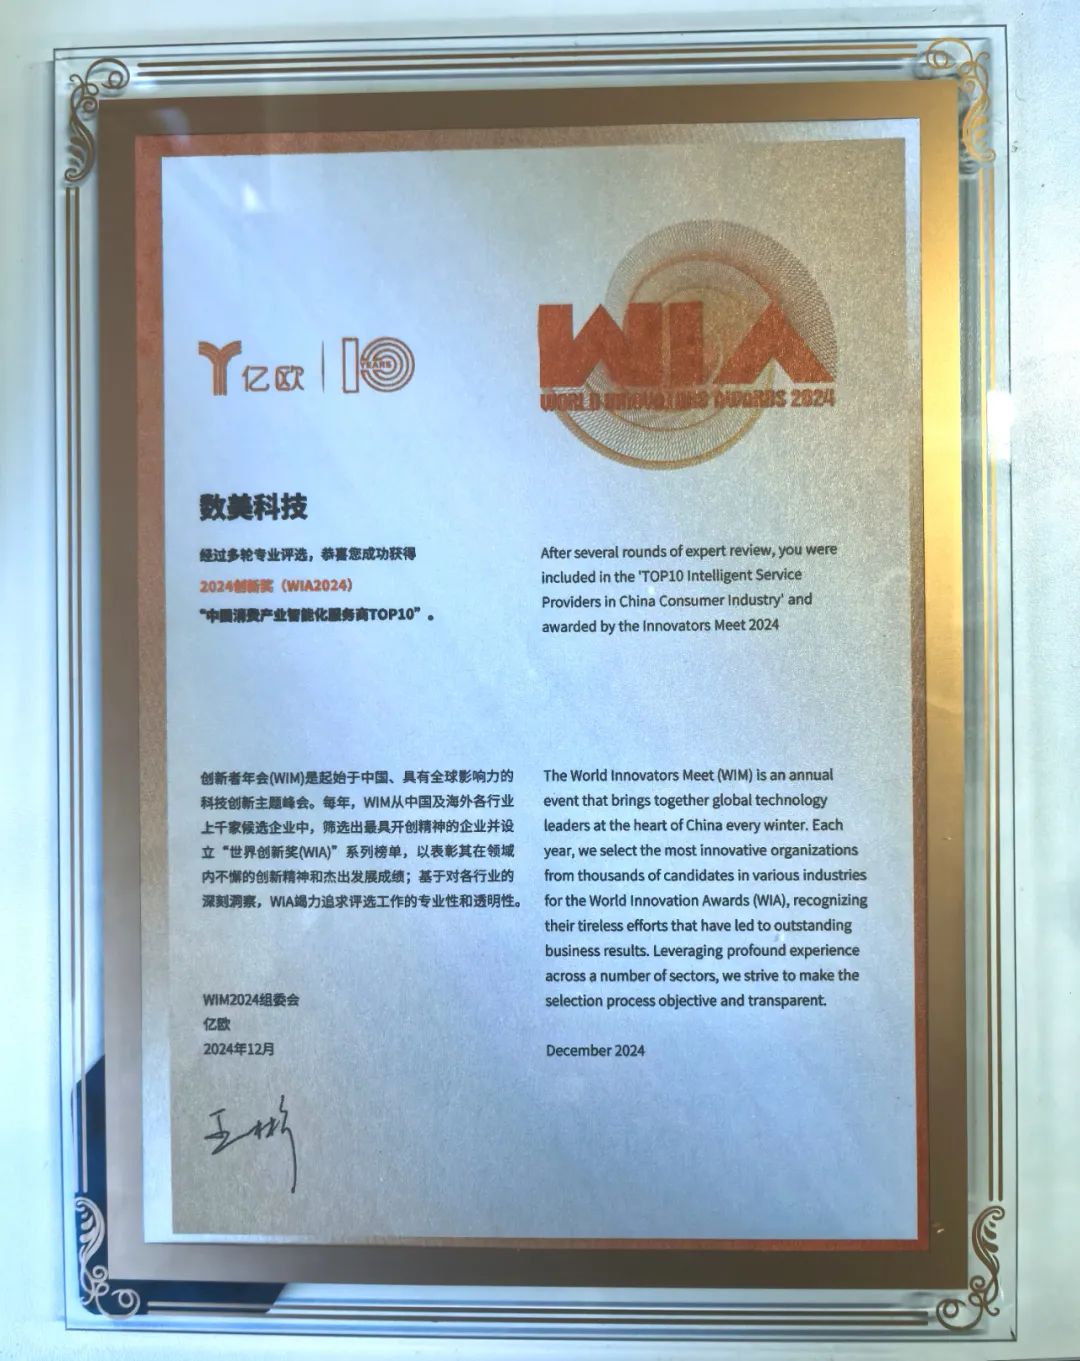 亿欧
10 YEARS
WIA
WORLD INNOVATORS AWARDS 2024
数美科技
经过多轮专业评选，恭喜您成功获得
2024创新奖（WIA2024）
“中国消费产业智能化服务商TOP10”。
After several rounds of expert review, you were
included in the 'TOP10 Intelligent Service
Providers in China Consumer Industry' and
awarded by the Innovators Meet 2024
创新者年会(WIM)是起始于中国、具有全球影响力的
科技创新主题峰会。每年，WIM从中国及海外各行业
上千家候选企业中，筛选出最具开创精神的企业并设
立“世界创新奖(WIA)”系列榜单，以表彰其在领域
内不懈的创新精神和杰出发展成绩；基于对各行业的
深刻洞察，WIA竭力追求评选工作的专业性和透明性。
The World Innovators Meet (WIM) is an annual
event that brings together global technology
leaders at the heart of China every winter. Each
year, we select the most innovative organizations
from thousands of candidates in various industries
for the World Innovation Awards (WIA), recognizing
their tireless efforts that have led to outstanding
business results. Leveraging profound experience
across a number of sectors, we strive to make the
selection process objective and transparent.
WIM2024组委会
亿欧
2024年12月
December 2024
王彬